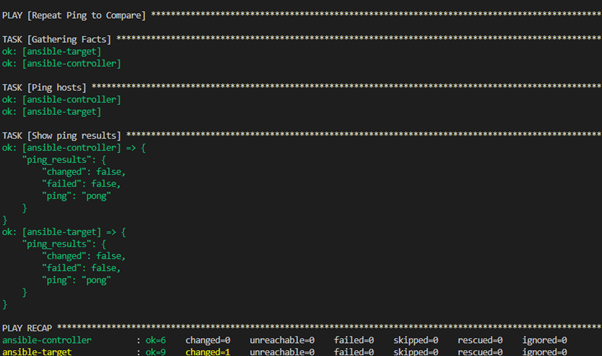 PLAY [Repeat Ping to Compare] *******************************************************************************************
TASK [Gathering Facts] **************************************************************************************************
ok: [ansible-target]
ok: [ansible-controller]
TASK [Ping hosts] *******************************************************************************************************
ok: [ansible-controller]
ok: [ansible-target]
TASK [Show ping results] ************************************************************************************************
ok: [ansible-controller] => {
    "ping_results": {
        "changed": false,
        "failed": false,
        "ping": "pong"
    }
}
ok: [ansible-target] => {
    "ping_results": {
        "changed": false,
        "failed": false,
        "ping": "pong"
    }
}
PLAY RECAP **************************************************************************************************************
ansible-controller         : ok=6    changed=0    unreachable=0    failed=0    skipped=0    rescued=0    ignored=0
ansible-target             : ok=9    changed=1    unreachable=0    failed=0    skipped=0    rescued=0    ignored=0